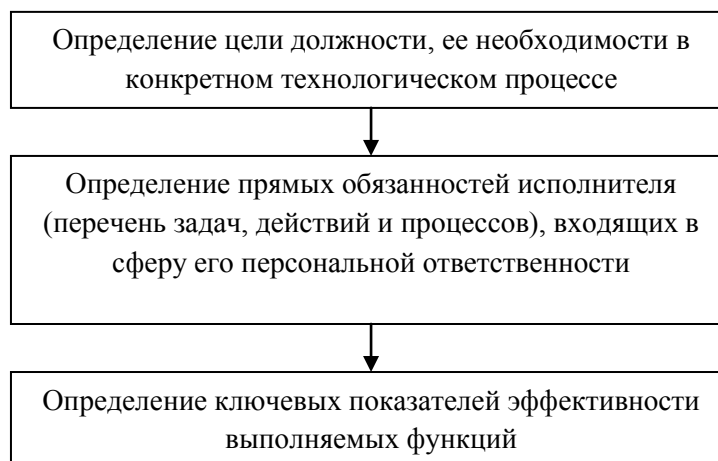 Определение цели должности, ее необходимости в
конкретном технологическом процессе
Определение прямых обязанностей исполнителя
(перечень задач, действий и процессов), входящих в
сферу его персональной ответственности
Определение ключевых показателей эффективности
выполняемых функций